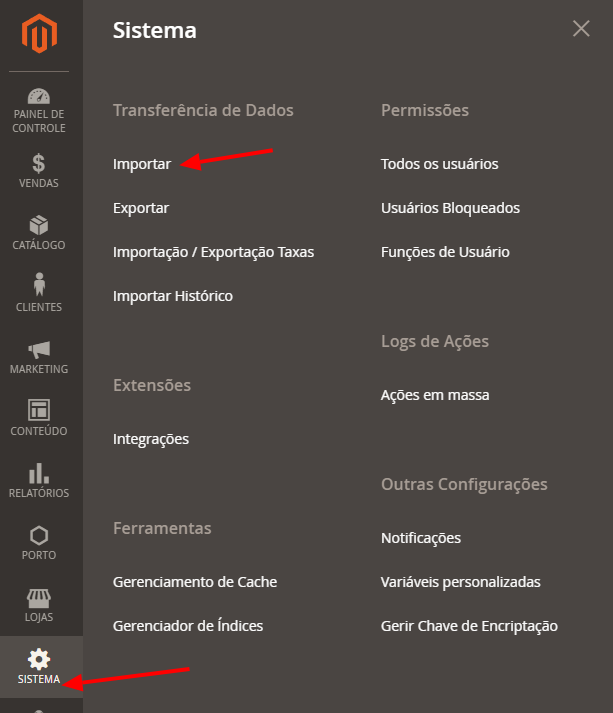 PAINEL DE
CONTROLE
VENDAS
CATÁLOGO
CLIENTES
MARKETING
CONTEÚDO
RELATÓRIOS
PORTO
LOJAS
SISTEMA
Sistema
Transferência de Dados
Importar
Exportar
Importação / Exportação Taxas
Importar Histórico
Extensões
Integrações
Ferramentas
Gerenciamento de Cache
Gerenciador de Índices
Permissões
Todos os usuários
Usuários Bloqueados
Funções de Usuário
Logs de Ações
Ações em massa
Outras Configurações
Notificações
Variáveis personalizadas
Gerir Chave de Encriptação